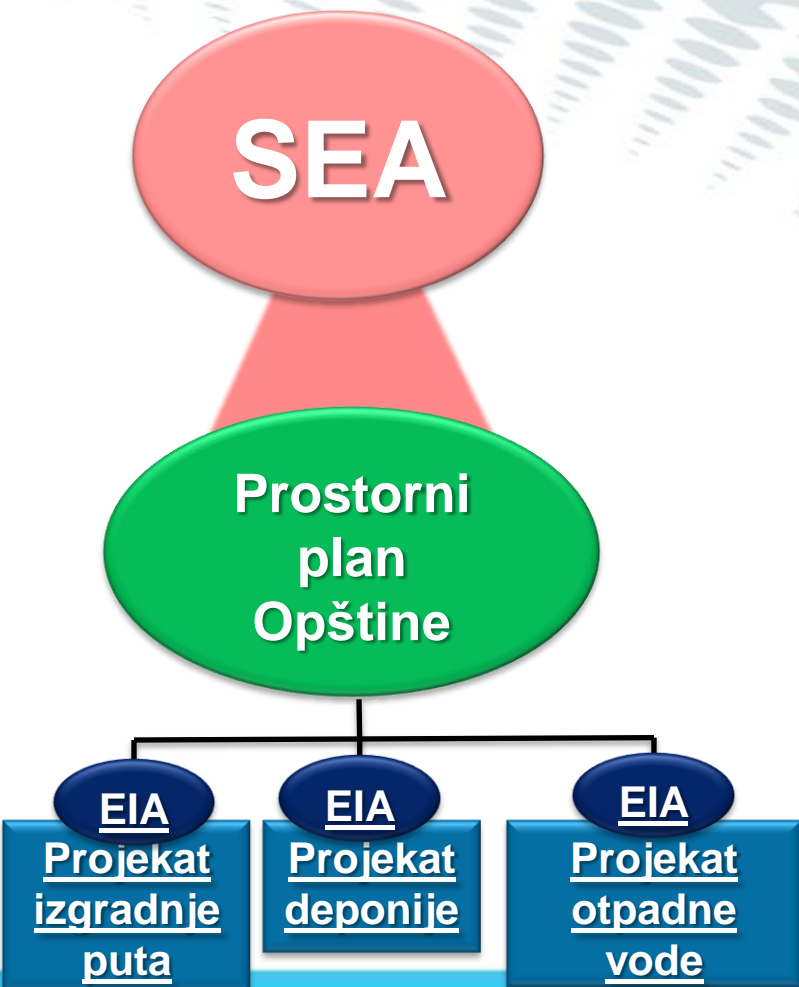 SEA
Prostorni
plan
Opštine
EIA
Projekat
izgradnje
puta
EIA
Projekat
deponije
EIA
Projekat
otpadne
vode